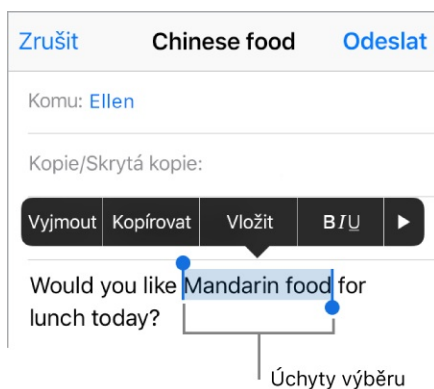 Zrušit Chinese food Odeslat
Komu: Ellen
Kopie/Skrytá kopie:
Vyjmout Kopírovat Vložit BIU ▶
Would you like Mandarin food for
lunch today?
Úchyty výběru